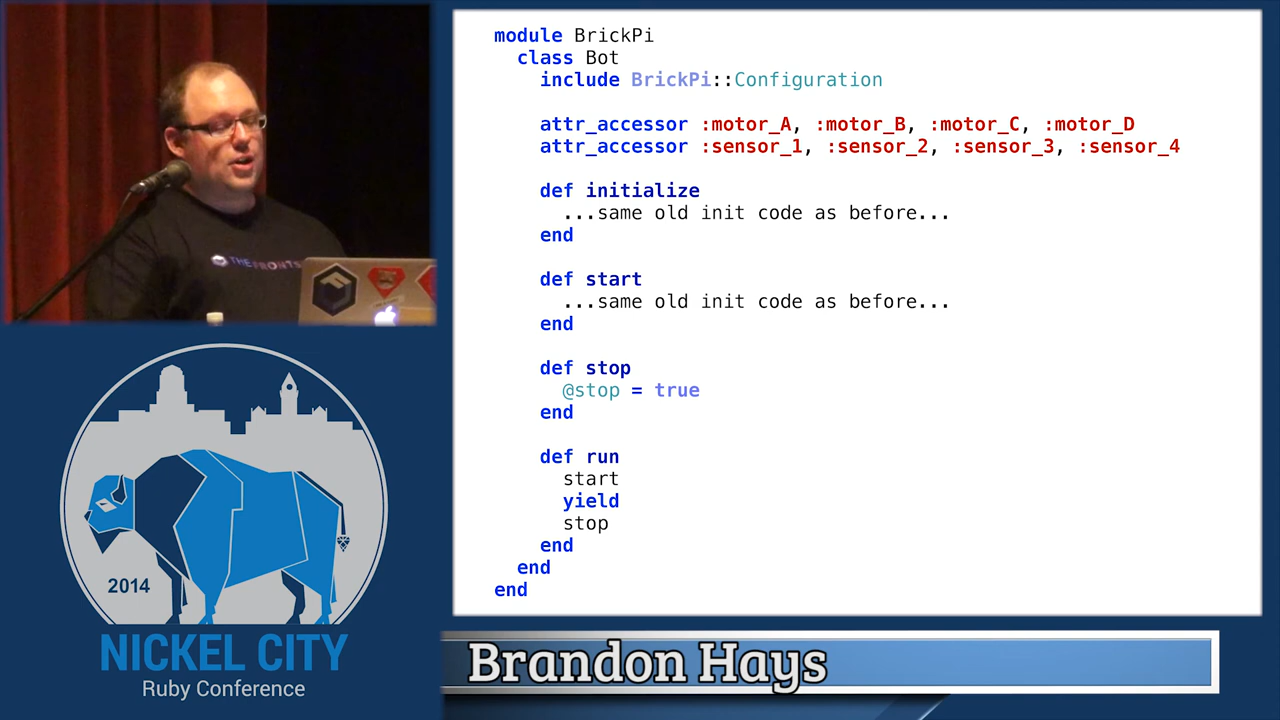 THE FRONTS
2014
NICKEL CITY
Ruby Conference
module BrickPi
class Bot
include BrickPi::Configuration
attr_accessor :motor_A, :motor_B, :motor_C, :motor_D
attr_accessor :sensor_1, :sensor_2, :sensor_3, :sensor_4
def initialize
...same old init code as before...
end
def start
...same old init code as before...
end
def stop
@stop = true
end
def run
start
yield
stop
end
end
end
Brandon Hays